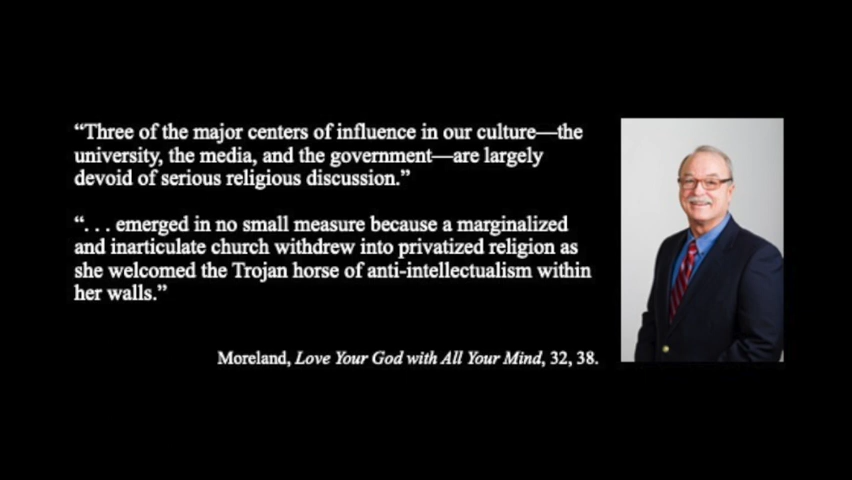 “Three of the major centers of influence in our culture—the
university, the media, and the government—are largely
devoid of serious religious discussion.”
“. . . emerged in no small measure because a marginalized
and inarticulate church withdrew into privatized religion as
she welcomed the Trojan horse of anti-intellectualism within
her walls.”
Moreland, Love Your God with All Your Mind, 32, 38.